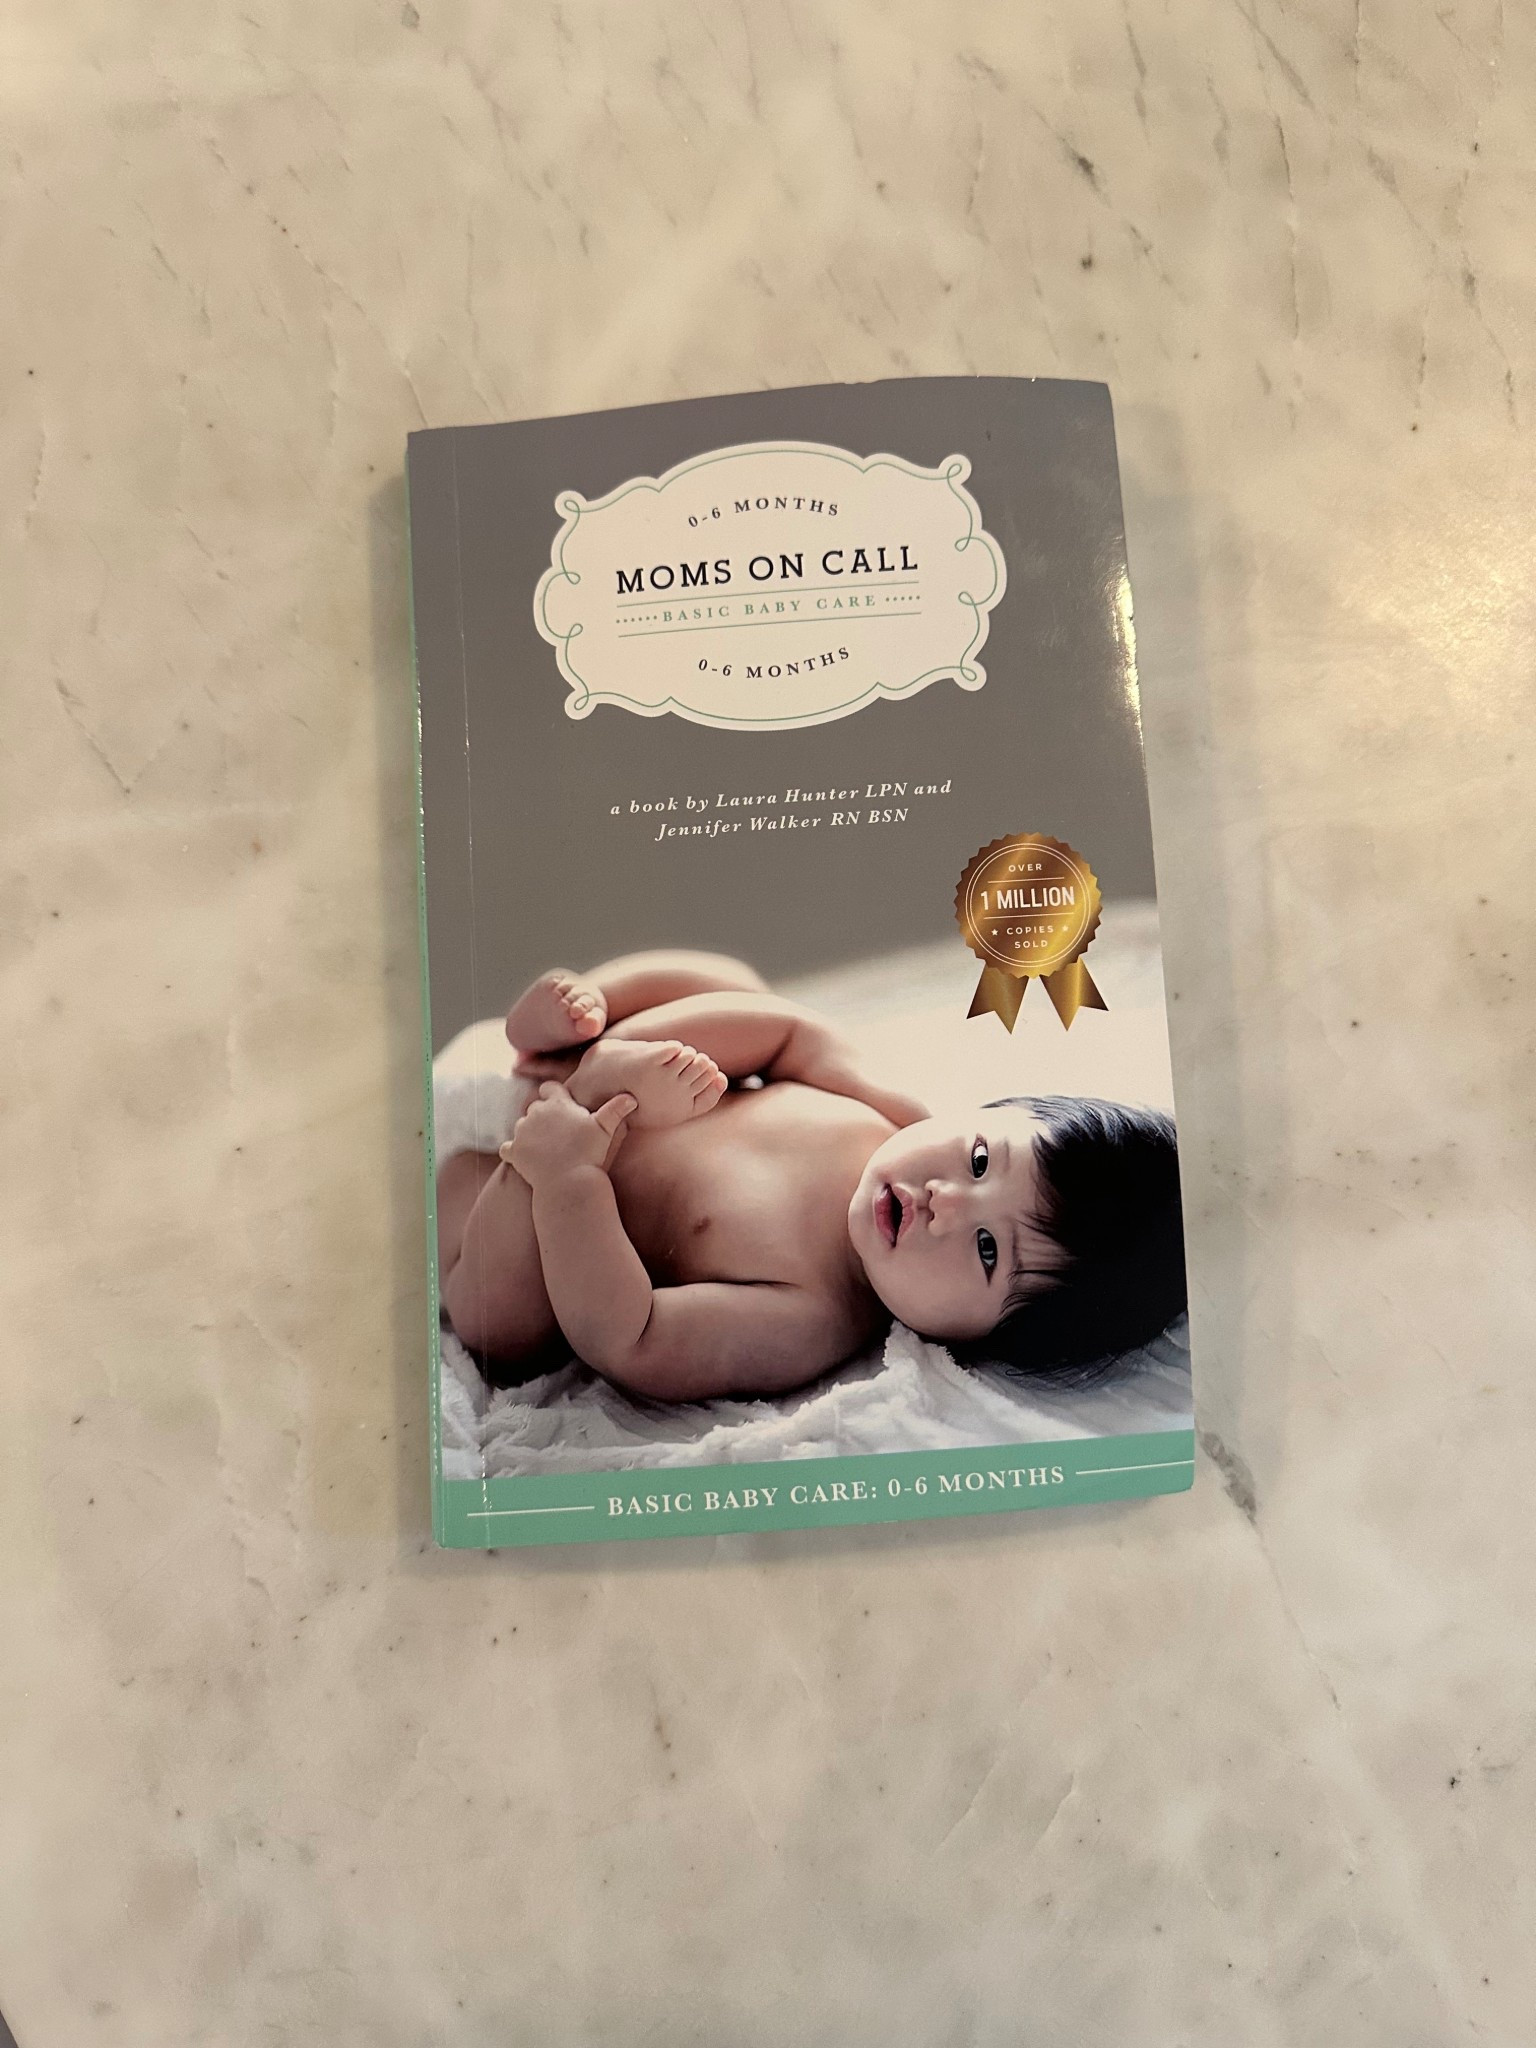 0-6 MONTHS
MOMS ON CALL
BASIC BABY CARE
0-6 MONTHS
a book by Laura Hunter LPN and
Jennifer Walker RN BSN
OVER
1 MILLION
COPIES
SOLD
BASIC BABY CARE: 0-6 MONTHS